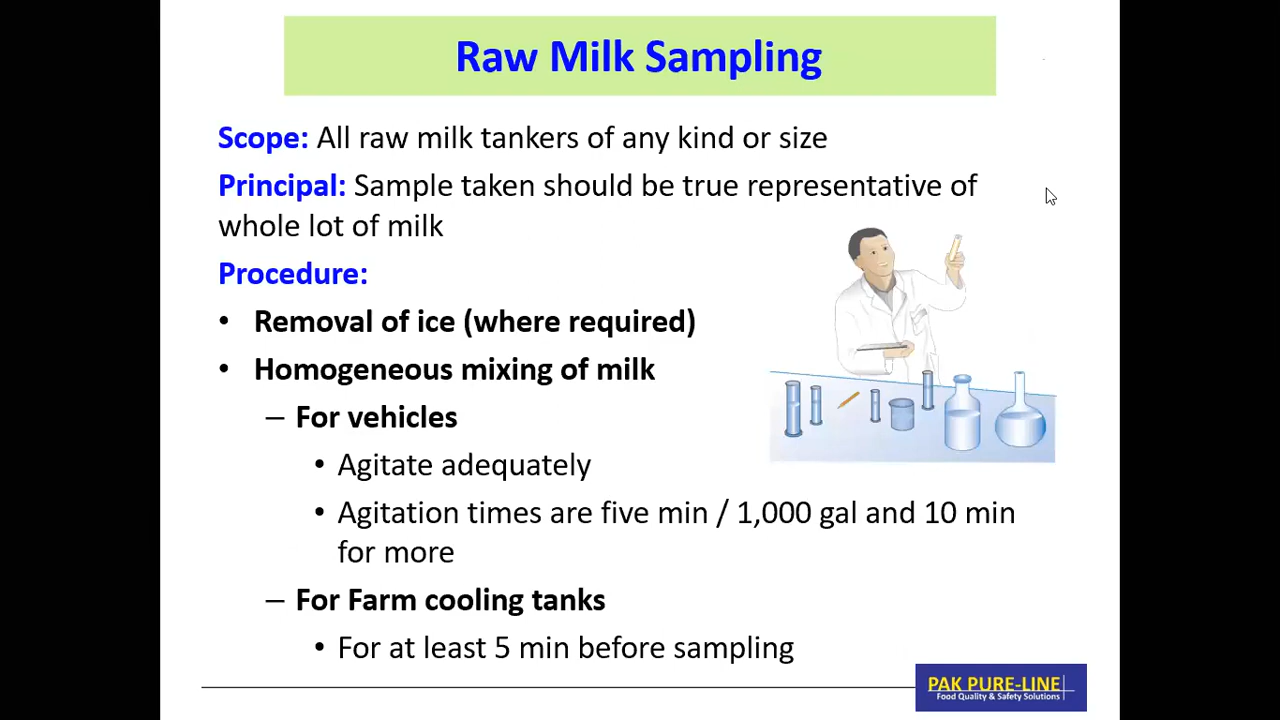 Raw Milk Sampling
Scope: All raw milk tankers of any kind or size
Principal: Sample taken should be true representative of
whole lot of milk
Procedure:
• Removal of ice (where required)
• Homogeneous mixing of milk
– For vehicles
• Agitate adequately
• Agitation times are five min / 1,000 gal and 10 min
for more
– For Farm cooling tanks
• For at least 5 min before sampling
PAK PURE-LINE
Food Quality & Safety Solutions